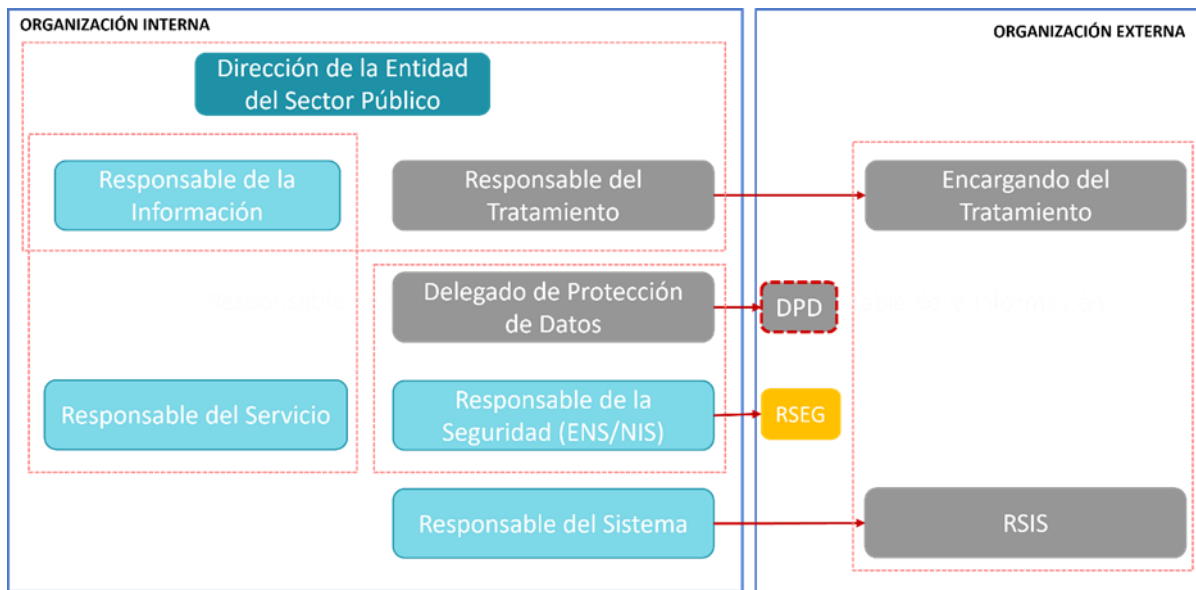 ORGANIZACIÓN INTERNA
ORGANIZACIÓN EXTERNA
Dirección de la Entidad
del Sector Público
Responsable de la
Información
Responsable del
Tratamiento
Encargando del
Tratamiento
Delegado de Protección
de Datos
DPD
Responsable del Servicio
Responsable de la
Seguridad (ENS/NIS)
RSEG
Responsable del Sistema
RSIS